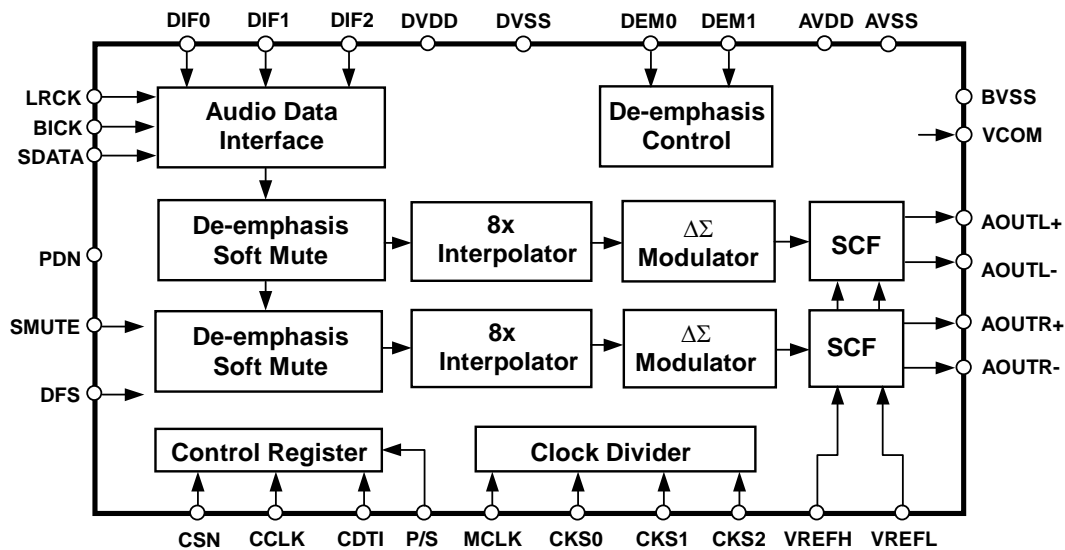 DIF0 DIF1 DIF2 DVDD DVSS DEM0 DEM1 AVDD AVSS
LRCK
BICK
SDATA
Audio Data
Interface
De-emphasis
Control
BVSS
VCOM
PDN
De-emphasis
Soft Mute
8x
Interpolator
ΔΣ
Modulator
SCF
AOUTL+
AOUTL-
SMUTE
DFS
De-emphasis
Soft Mute
8x
Interpolator
ΔΣ
Modulator
SCF
AOUTR+
AOUTR-
Control Register
Clock Divider
CSN CCLK CDTI P/S MCLK CKS0 CKS1 CKS2 VREFH VREFL